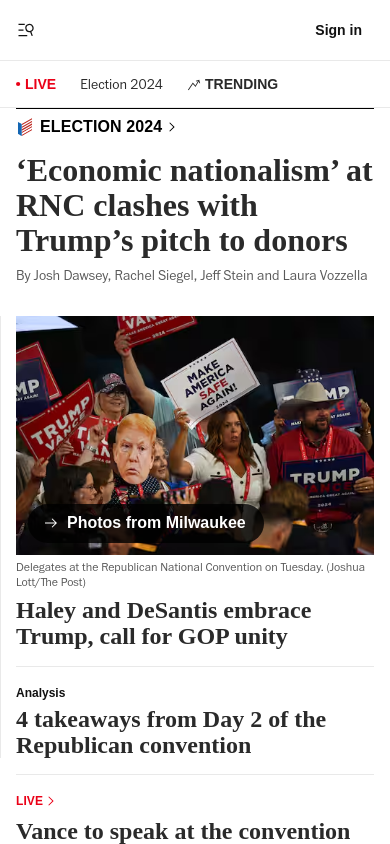 Sign in
LIVE
Election 2024
TRENDING
ELECTION 2024
‘Economic nationalism’ at
RNC clashes with
Trump’s pitch to donors
By Josh Dawsey, Rachel Siegel, Jeff Stein and Laura Vozzella
MAKE
AMERICA
SAFE
AGAIN!
TRUMP
TRUMP
TRUMP
Photos from Milwaukee
Delegates at the Republican National Convention on Tuesday. (Joshua
Lott/The Post)
Haley and DeSantis embrace
Trump, call for GOP unity
Analysis
4 takeaways from Day 2 of the
Republican convention
LIVE
Vance to speak at the convention